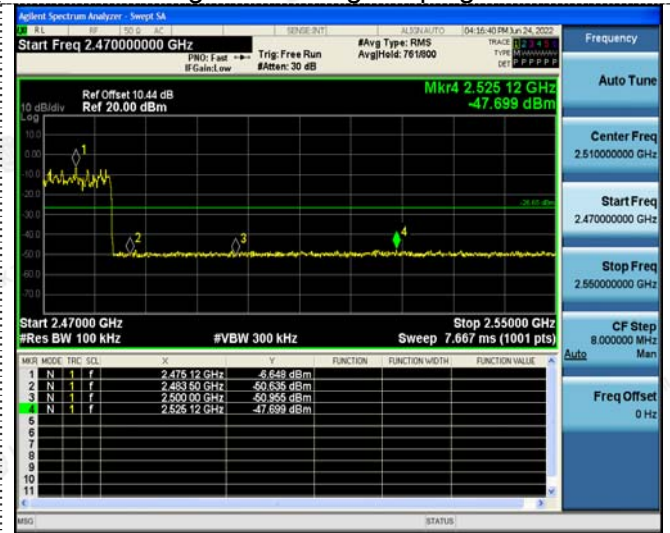 Agilent Spectrum Analyzer - Swept SA
RL RF 50 Ω AC SENSE:INT ALIGN AUTO 04:16:40 PM Jun 24, 2022
Start Freq 2.470000000 GHz
PNO: Fast Trig: Free Run #Avg Type: RMS TRACE 1 2 3 4 5 6
IFGain:Low #Atten: 30 dB Avg|Hold: 761/800 TYPE
DET P P P P P P
Mkr4 2.525 12 GHz
-47.699 dBm
Ref Offset 10.44 dB
10 dB/div Ref 20.00 dBm
Log
10.0
0.00
-10.0
-20.0
-30.0
-40.0
-50.0
-60.0
-70.0
1
2
3
4
Start 2.47000 GHz Stop 2.55000 GHz
#Res BW 100 kHz #VBW 300 kHz Sweep 7.667 ms (1001 pts)
MKR MODE TRC SCL X Y FUNCTION FUNCTION WIDTH FUNCTION VALUE
1 N 1 f 2.475 12 GHz -6.648 dBm
2 N 1 f 2.483 50 GHz -50.635 dBm
3 N 1 f 2.500 00 GHz -50.955 dBm
4 N 1 f 2.525 12 GHz -47.699 dBm
5
6
7
8
9
10
11
MSG STATUS
Frequency
Auto Tune
Center Freq
2.510000000 GHz
Start Freq
2.470000000 GHz
Stop Freq
2.550000000 GHz
CF Step
8.000000 MHz
Auto Man
Freq Offset
0 Hz